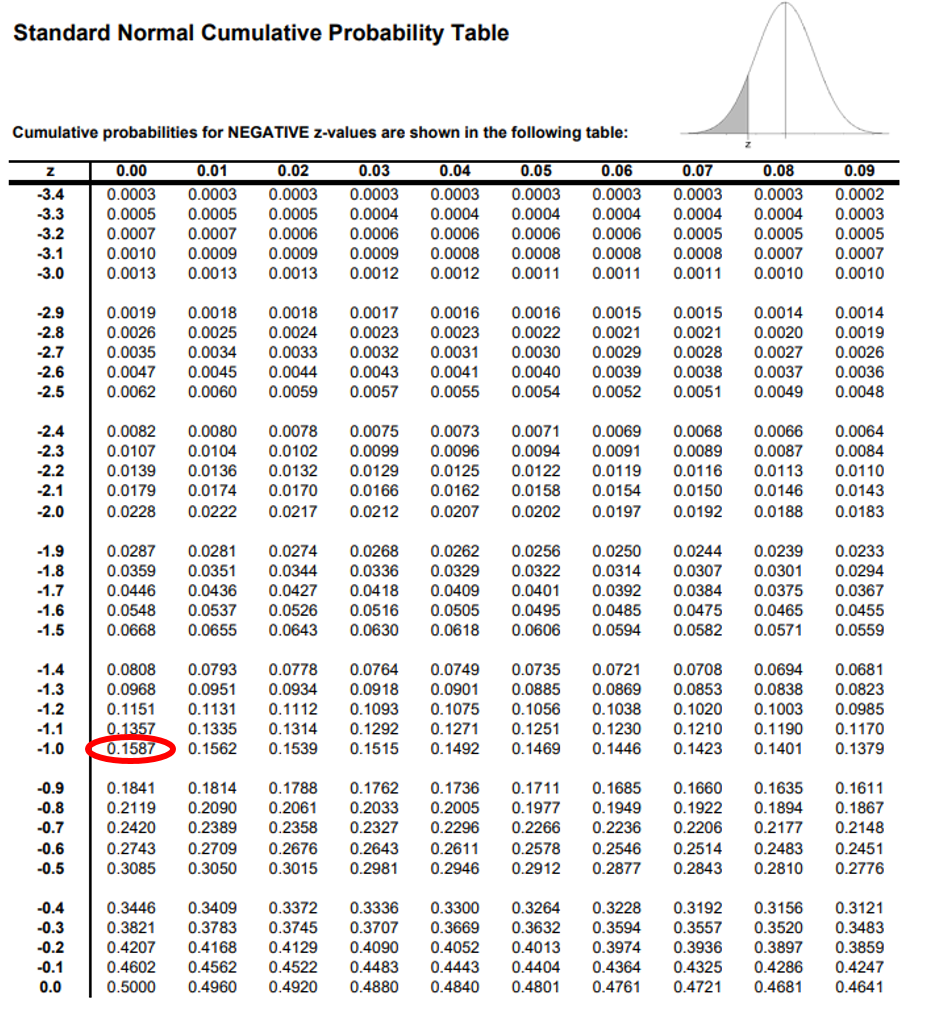 Standard Normal Cumulative Probability Table
Cumulative probabilities for NEGATIVE z-values are shown in the following table:
z
z 0.00 0.01 0.02 0.03 0.04 0.05 0.06 0.07 0.08 0.09
-3.4 0.0003 0.0003 0.0003 0.0003 0.0003 0.0003 0.0003 0.0003 0.0003 0.0002
-3.3 0.0005 0.0005 0.0005 0.0004 0.0004 0.0004 0.0004 0.0004 0.0004 0.0003
-3.2 0.0007 0.0007 0.0006 0.0006 0.0006 0.0006 0.0006 0.0005 0.0005 0.0005
-3.1 0.0010 0.0009 0.0009 0.0009 0.0008 0.0008 0.0008 0.0008 0.0007 0.0007
-3.0 0.0013 0.0013 0.0013 0.0012 0.0012 0.0011 0.0011 0.0011 0.0010 0.0010
-2.9 0.0019 0.0018 0.0018 0.0017 0.0016 0.0016 0.0015 0.0015 0.0014 0.0014
-2.8 0.0026 0.0025 0.0024 0.0023 0.0023 0.0022 0.0021 0.0021 0.0020 0.0019
-2.7 0.0035 0.0034 0.0033 0.0032 0.0031 0.0030 0.0029 0.0028 0.0027 0.0026
-2.6 0.0047 0.0045 0.0044 0.0043 0.0041 0.0040 0.0039 0.0038 0.0037 0.0036
-2.5 0.0062 0.0060 0.0059 0.0057 0.0055 0.0054 0.0052 0.0051 0.0049 0.0048
-2.4 0.0082 0.0080 0.0078 0.0075 0.0073 0.0071 0.0069 0.0068 0.0066 0.0064
-2.3 0.0107 0.0104 0.0102 0.0099 0.0096 0.0094 0.0091 0.0089 0.0087 0.0084
-2.2 0.0139 0.0136 0.0132 0.0129 0.0125 0.0122 0.0119 0.0116 0.0113 0.0110
-2.1 0.0179 0.0174 0.0170 0.0166 0.0162 0.0158 0.0154 0.0150 0.0146 0.0143
-2.0 0.0228 0.0222 0.0217 0.0212 0.0207 0.0202 0.0197 0.0192 0.0188 0.0183
-1.9 0.0287 0.0281 0.0274 0.0268 0.0262 0.0256 0.0250 0.0244 0.0239 0.0233
-1.8 0.0359 0.0351 0.0344 0.0336 0.0329 0.0322 0.0314 0.0307 0.0301 0.0294
-1.7 0.0446 0.0436 0.0427 0.0418 0.0409 0.0401 0.0392 0.0384 0.0375 0.0367
-1.6 0.0548 0.0537 0.0526 0.0516 0.0505 0.0495 0.0485 0.0475 0.0465 0.0455
-1.5 0.0668 0.0655 0.0643 0.0630 0.0618 0.0606 0.0594 0.0582 0.0571 0.0559
-1.4 0.0808 0.0793 0.0778 0.0764 0.0749 0.0735 0.0721 0.0708 0.0694 0.0681
-1.3 0.0968 0.0951 0.0934 0.0918 0.0901 0.0885 0.0869 0.0853 0.0838 0.0823
-1.2 0.1151 0.1131 0.1112 0.1093 0.1075 0.1056 0.1038 0.1020 0.1003 0.0985
-1.1 0.1357 0.1335 0.1314 0.1292 0.1271 0.1251 0.1230 0.1210 0.1190 0.1170
-1.0 0.1587 0.1562 0.1539 0.1515 0.1492 0.1469 0.1446 0.1423 0.1401 0.1379
-0.9 0.1841 0.1814 0.1788 0.1762 0.1736 0.1711 0.1685 0.1660 0.1635 0.1611
-0.8 0.2119 0.2090 0.2061 0.2033 0.2005 0.1977 0.1949 0.1922 0.1894 0.1867
-0.7 0.2420 0.2389 0.2358 0.2327 0.2296 0.2266 0.2236 0.2206 0.2177 0.2148
-0.6 0.2743 0.2709 0.2676 0.2643 0.2611 0.2578 0.2546 0.2514 0.2483 0.2451
-0.5 0.3085 0.3050 0.3015 0.2981 0.2946 0.2912 0.2877 0.2843 0.2810 0.2776
-0.4 0.3446 0.3409 0.3372 0.3336 0.3300 0.3264 0.3228 0.3192 0.3156 0.3121
-0.3 0.3821 0.3783 0.3745 0.3707 0.3669 0.3632 0.3594 0.3557 0.3520 0.3483
-0.2 0.4207 0.4168 0.4129 0.4090 0.4052 0.4013 0.3974 0.3936 0.3897 0.3859
-0.1 0.4602 0.4562 0.4522 0.4483 0.4443 0.4404 0.4364 0.4325 0.4286 0.4247
0.0 0.5000 0.4960 0.4920 0.4880 0.4840 0.4801 0.4761 0.4721 0.4681 0.4641